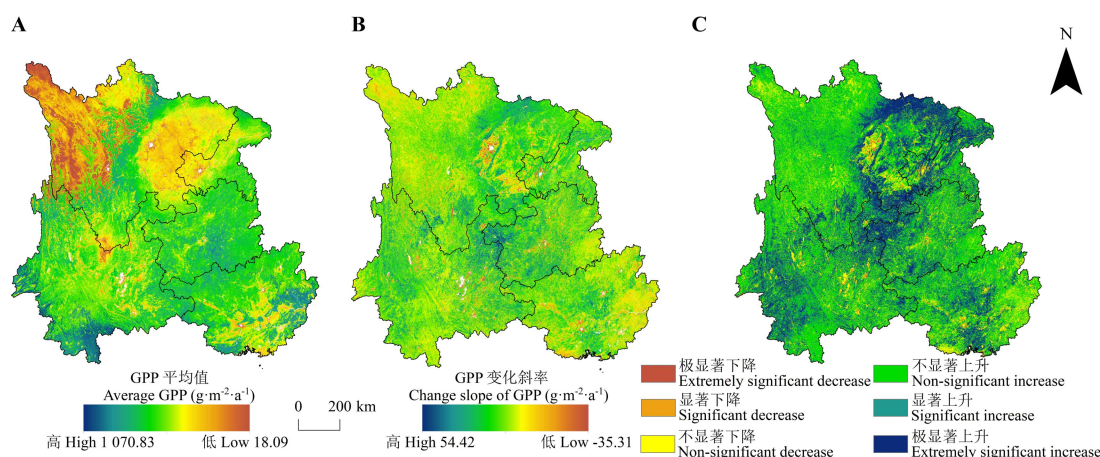 A
B
C
N
GPP 平均值
Average GPP (g·m⁻²·a⁻¹)
高 High 1 070.83
低 Low 18.09
0 200 km
GPP 变化斜率
Change slope of GPP (g·m⁻²·a⁻¹)
高 High 54.42
低 Low -35.31
极显著下降
Extremely significant decrease
显著下降
Significant decrease
不显著下降
Non-significant decrease
不显著上升
Non-significant increase
显著上升
Significant increase
极显著上升
Extremely significant increase